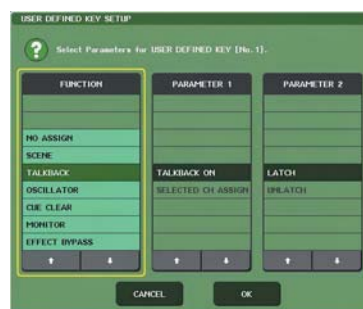 USER DEFINED KEY SETUP
Select Parameters for USER DEFINED KEY [No.1].
FUNCTION
NO ASSIGN
SCENE
TALKBACK
OSCILLATOR
CUE CLEAR
MONITOR
EFFECT BYPASS
PARAMETER 1
TALKBACK ON
SELECTED CH ASSIGN
PARAMETER 2
LATCH
UNLATCH
CANCEL
OK